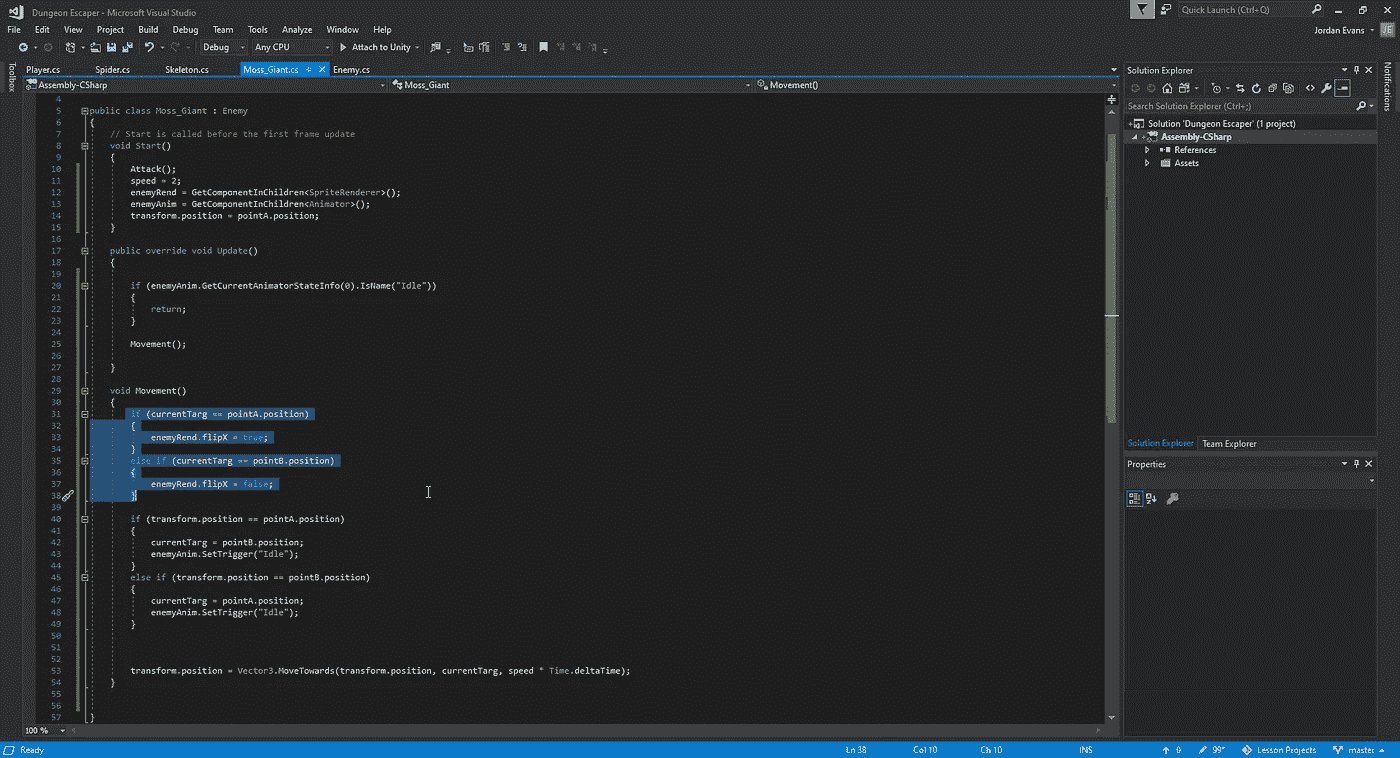 Dungeon Escaper - Microsoft Visual Studio
Quick Launch (Ctrl+Q)
File Edit View Project Build Debug Team Tools Analyze Window Help
Jordan Evans JE
Debug Any CPU Attach to Unity
Toolbox
Player.cs Spider.cs Skeleton.cs Moss_Giant.cs Enemy.cs
Assembly-CSharp Moss_Giant Movement()
4
5 public class Moss_Giant : Enemy
6 {
7 // Start is called before the first frame update
8 void Start()
9 {
10 Attack();
11 speed = 2;
12 enemyRend = GetComponentInChildren<SpriteRenderer>();
13 enemyAnim = GetComponentInChildren<Animator>();
14 transform.position = pointA.position;
15 }
16
17 public override void Update()
18 {
19
20 if (enemyAnim.GetCurrentAnimatorStateInfo(0).IsName("Idle"))
21 {
22 return;
23 }
24
25 Movement();
26
27 }
28
29 void Movement()
30 {
31 if (currentTarg == pointA.position)
32 {
33 enemyRend.flipX = true;
34 }
35 else if (currentTarg == pointB.position)
36 {
37 enemyRend.flipX = false;
38 }
39
40 if (transform.position == pointA.position)
41 {
42 currentTarg = pointB.position;
43 enemyAnim.SetTrigger("Idle");
44 }
45 else if (transform.position == pointB.position)
46 {
47 currentTarg = pointA.position;
48 enemyAnim.SetTrigger("Idle");
49 }
50
51
52
53 transform.position = Vector3.MoveTowards(transform.position, currentTarg, speed * Time.deltaTime);
54 }
55
56
57 }
100 %
Solution Explorer
Search Solution Explorer (Ctrl+;)
Solution 'Dungeon Escaper' (1 project)
Assembly-CSharp
References
Assets
Solution Explorer Team Explorer
Properties
Notifications
Ready Ln 38 Col 10 Ch 10 INS 0 99* Lesson Projects master